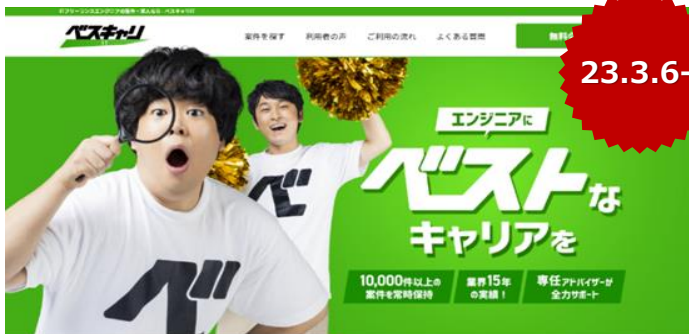 ITフリーランスエンジニアの案件・求人なら ベスキャリIT
ベスキャリ
IT
案件を探す 利用者の声 ご利用の流れ よくある質問
23.3.6-
エンジニアに
ベストな
キャリアを
ベ
ベ
10,000件以上の
案件を常時保持
業界15年
の実績！
専任アドバイザーが
全力サポート